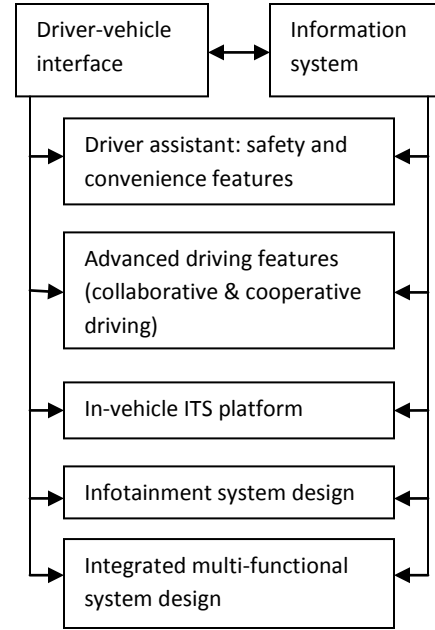 Driver-vehicle
interface
Information
system
Driver assistant: safety and
convenience features
Advanced driving features
(collaborative & cooperative
driving)
In-vehicle ITS platform
Infotainment system design
Integrated multi-functional
system design